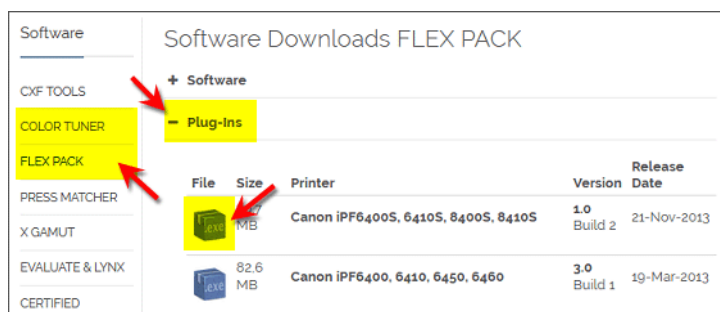 Software
CXF TOOLS
COLOR TUNER
FLEX PACK
PRESS MATCHER
X GAMUT
EVALUATE & LYNX
CERTIFIED
Software Downloads FLEX PACK
+ Software
− Plug-Ins
File Size Printer Version Release Date
.exe MB Canon iPF6400S, 6410S, 8400S, 8410S 1.0 Build 2 21-Nov-2013
.exe 82,6 MB Canon iPF6400, 6410, 6450, 6460 3.0 Build 1 19-Mar-2013